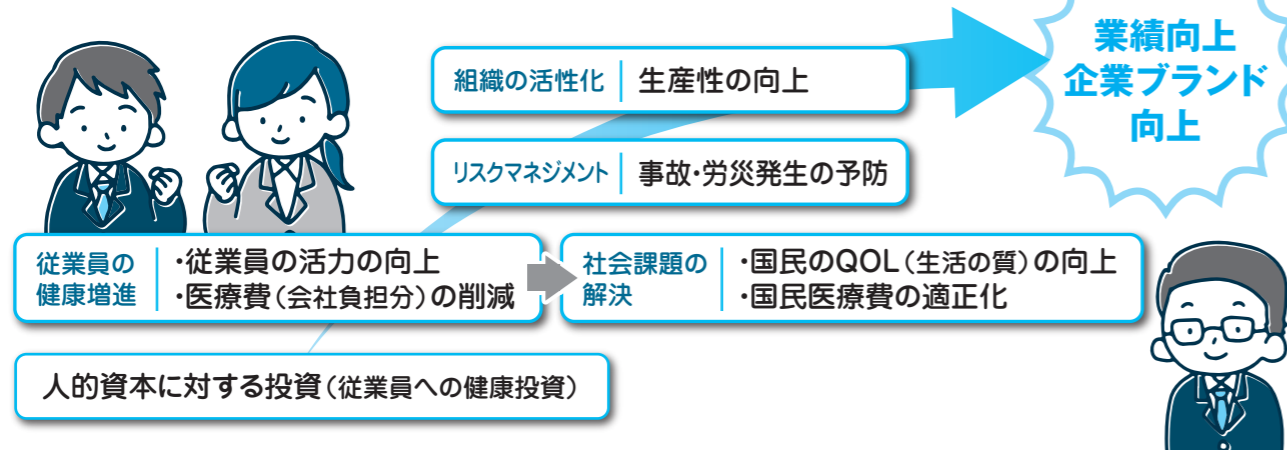 業績向上
企業ブランド
向上
組織の活性化 生産性の向上
リスクマネジメント 事故・労災発生の予防
従業員の
健康増進
・従業員の活力の向上
・医療費(会社負担分)の削減
社会課題の
解決
・国民のQOL(生活の質)の向上
・国民医療費の適正化
人的資本に対する投資(従業員への健康投資)